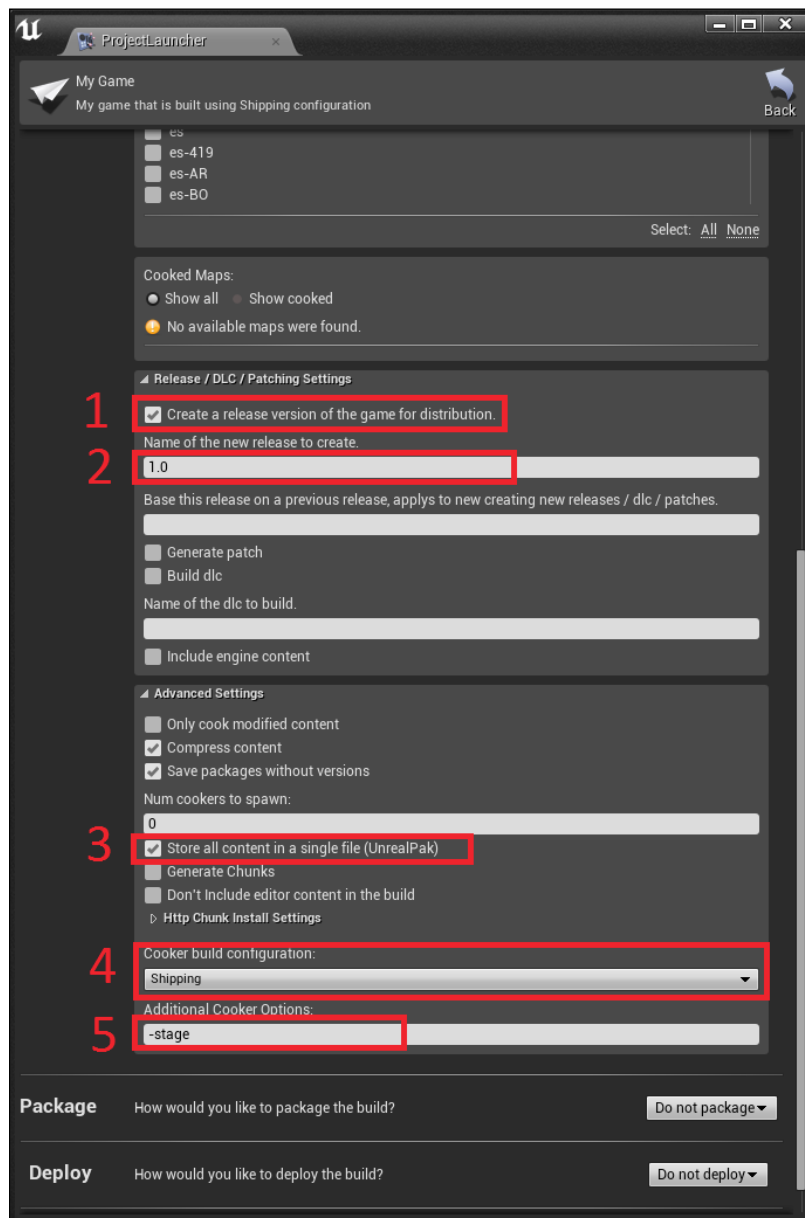 ProjectLauncher
My Game
My game that is built using Shipping configuration
Back
es
es-419
es-AR
es-BO
Select: All None
Cooked Maps:
Show all Show cooked
No available maps were found.
Release / DLC / Patching Settings
1
Create a release version of the game for distribution.
Name of the new release to create.
2
1.0
Base this release on a previous release, applys to new creating new releases / dlc / patches.
Generate patch
Build dlc
Name of the dlc to build.
Include engine content
Advanced Settings
Only cook modified content
Compress content
Save packages without versions
Num cookers to spawn:
0
3
Store all content in a single file (UnrealPak)
Generate Chunks
Don't Include editor content in the build
Http Chunk Install Settings
4
Cooker build configuration:
Shipping
Additional Cooker Options:
5
-stage
Package How would you like to package the build? Do not package
Deploy How would you like to deploy the build? Do not deploy